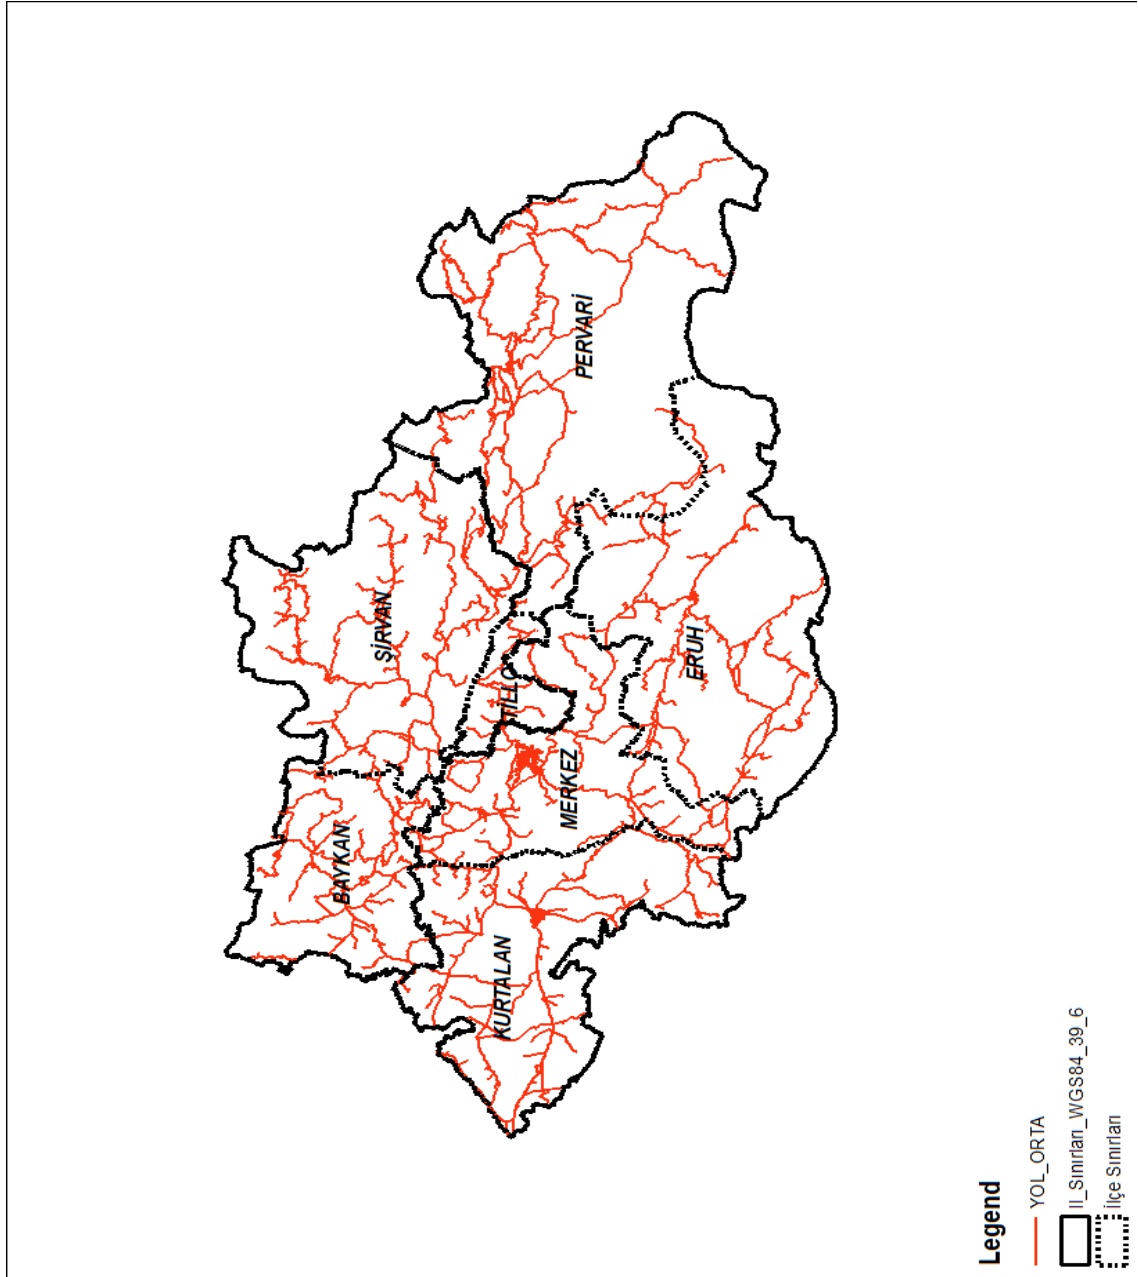 PERVARİ
ŞİRVAN
TİLLO
ERUH
MERKEZ
BAYKAN
KURTALAN
Legend
YOL_ORTA
Il_Sınırları_WGS84_39_6
İlçe Sınırları